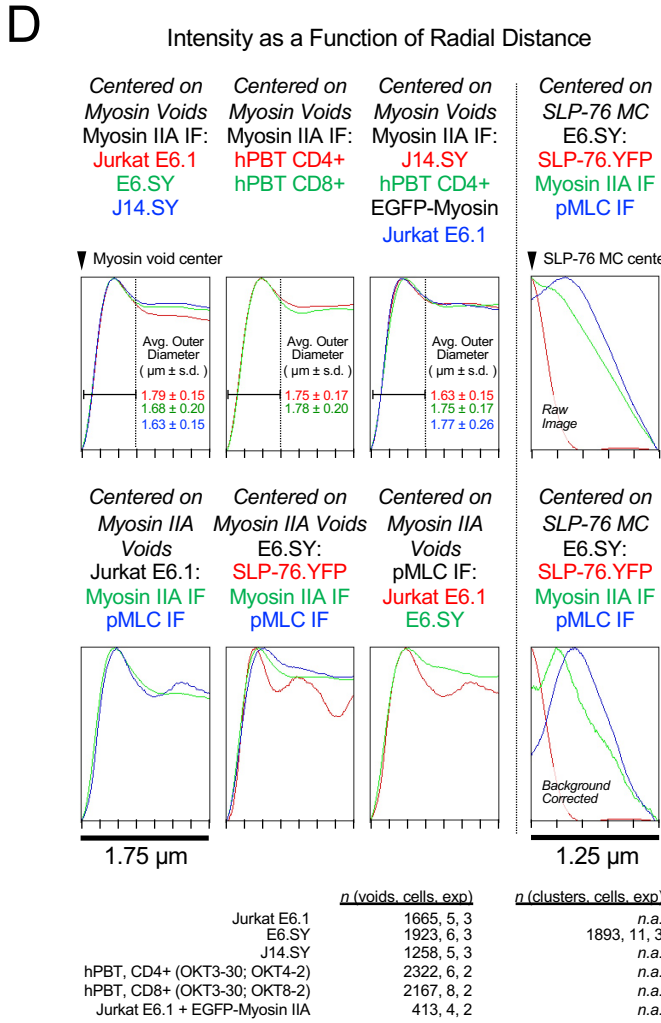 D
Intensity as a Function of Radial Distance
Centered on
Myosin Voids
Myosin IIA IF:
Jurkat E6.1
E6.SY
J14.SY
Centered on
Myosin Voids
Myosin IIA IF:
hPBT CD4+
hPBT CD8+
Centered on
Myosin Voids
Myosin IIA IF:
J14.SY
hPBT CD4+
EGFP-Myosin
Jurkat E6.1
Centered on
SLP-76 MC
E6.SY:
SLP-76.YFP
Myosin IIA IF
pMLC IF
Myosin void center
SLP-76 MC cente
Avg. Outer
Diameter
( µm ± s.d. )
1.79 ± 0.15
1.68 ± 0.20
1.63 ± 0.15
Avg. Outer
Diameter
( µm ± s.d. )
1.75 ± 0.17
1.78 ± 0.20
Avg. Outer
Diameter
( µm ± s.d. )
1.63 ± 0.15
1.75 ± 0.17
1.77 ± 0.26
Raw
Image
Centered on
Myosin IIA
Voids
Jurkat E6.1:
Myosin IIA IF
pMLC IF
Centered on
Myosin IIA Voids
E6.SY:
SLP-76.YFP
Myosin IIA IF
pMLC IF
Centered on
Myosin IIA
Voids
pMLC IF:
Jurkat E6.1
E6.SY
Centered on
SLP-76 MC
E6.SY:
SLP-76.YFP
Myosin IIA IF
pMLC IF
Background
Corrected
1.75 µm
1.25 µm
n (voids, cells, exp) n (clusters, cells, exp)
Jurkat E6.1 1665, 5, 3 n.a.
E6.SY 1923, 6, 3 1893, 11, 3
J14.SY 1258, 5, 3 n.a.
hPBT, CD4+ (OKT3-30; OKT4-2) 2322, 6, 2 n.a.
hPBT, CD8+ (OKT3-30; OKT8-2) 2167, 8, 2 n.a.
Jurkat E6.1 + EGFP-Myosin IIA 413, 4, 2 n.a.